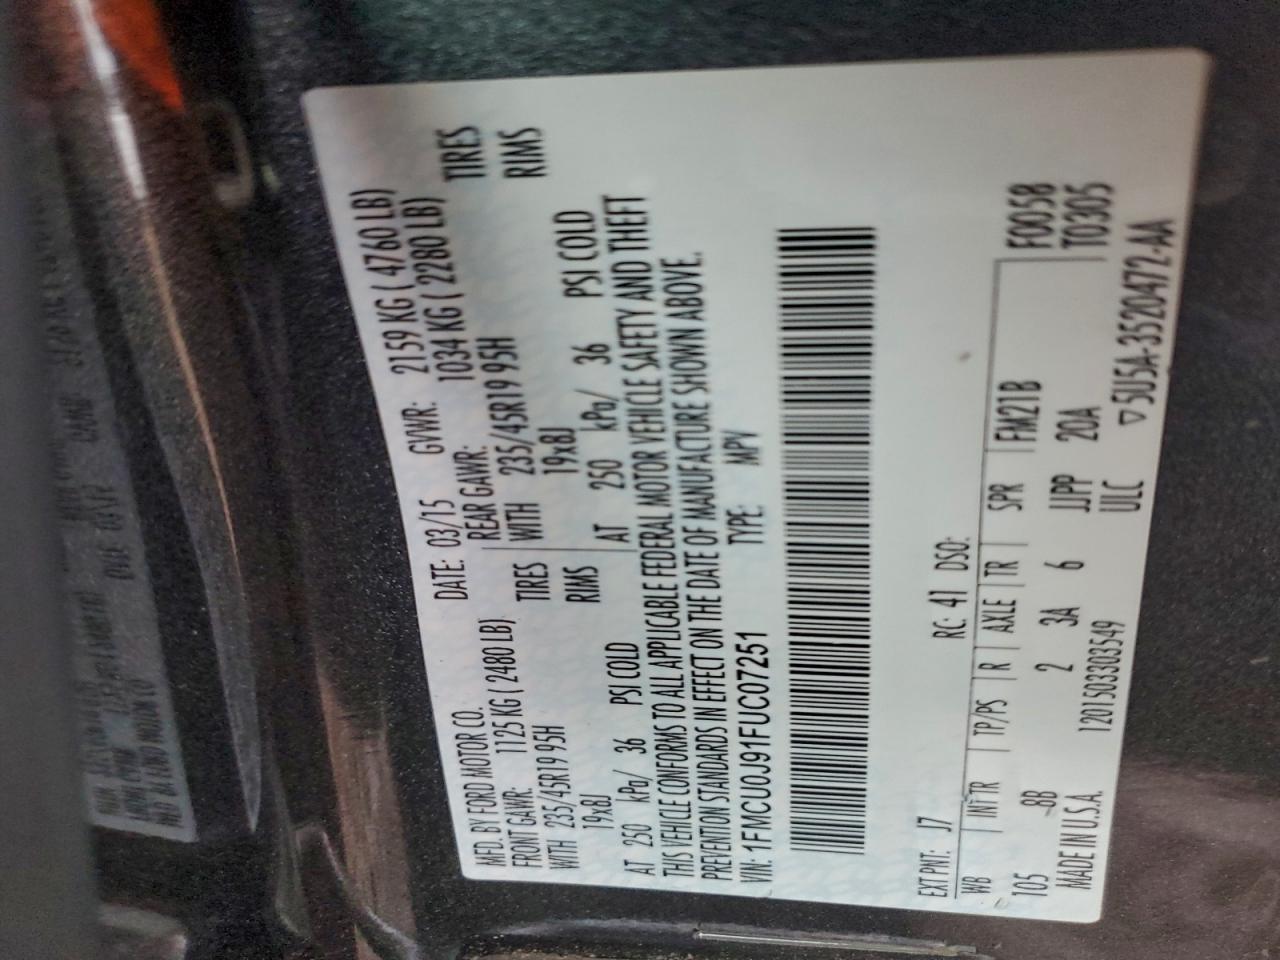 MFD. BY FORD MOTOR CO.
DATE: 03/15 GVWR: 2159 KG ( 4760 LB)
FRONT GAWR: 1125 KG ( 2480 LB) REAR GAWR: 1034 KG ( 2280 LB)
WITH 235/45R19 95H TIRES WITH 235/45R19 95H TIRES
19x8J RIMS 19x8J RIMS
AT 250 kPa/ 36 PSI COLD AT 250 kPa/ 36 PSI COLD
THIS VEHICLE CONFORMS TO ALL APPLICABLE FEDERAL MOTOR VEHICLE SAFETY AND THEFT
PREVENTION STANDARDS IN EFFECT ON THE DATE OF MANUFACTURE SHOWN ABOVE.
VIN: 1FMCU0J91FUC07251 TYPE: MPV
EXT PNT: J7 RC: 41 DSO:
WB INTR TP/PS R AXLE TR SPR F0058
105 8B 2 3A 6 JJPP FM21B T0305
20A
MADE IN U.S.A. ULC
1201503303549 ▽5U5A-3520472-AA